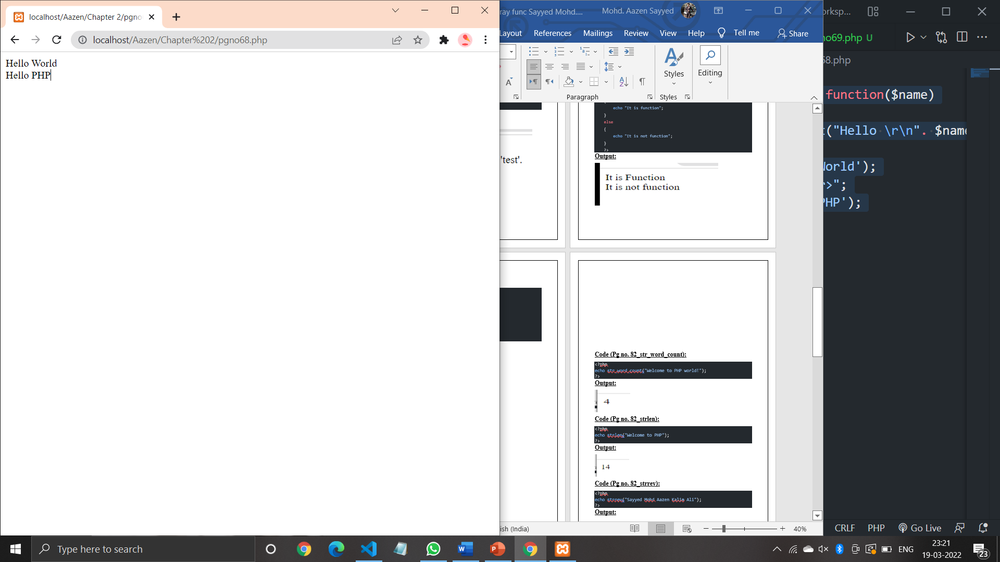 localhost/Aazen/Chapter 2/pgno
localhost/Aazen/Chapter%202/pgno68.php
Hello World
Hello PHP
ray func Sayyed Mohd....
Mohd. Aazen Sayyed
Layout References Mailings Review View Help Tell me Share
Styles
Editing
Paragraph
Styles
'test'.
echo "It is function";
}
else
{
echo "It is not function";
}
?>
Output:
It is Function
It is not function
Code (Pg no. 82_str_word_count):
<?php
echo str_word_count("Welcome to PHP world!");
?>
Output:
4
Code (Pg no. 82_strlen):
<?php
echo strlen("Welcome to PHP");
?>
Output:
14
Code (Pg no. 82_strrev):
<?php
echo strrev("Sayyed Mohd Aazen Kalim Ali");
?>
Output:
ish (India)
40%
orksp...
no69.php U
68.php
function($name)
t("Hello \r\n". $name
World');
r>";
PHP');
CRLF PHP Go Live
Type here to search
ENG
23:21
19-03-2022
23